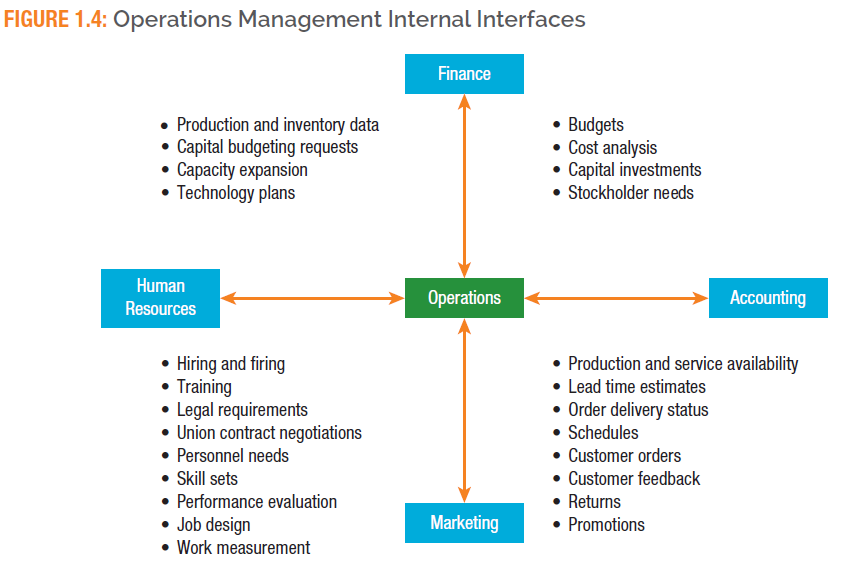 FIGURE 1.4: Operations Management Internal Interfaces
Finance
• Production and inventory data
• Capital budgeting requests
• Capacity expansion
• Technology plans
• Budgets
• Cost analysis
• Capital investments
• Stockholder needs
Human
Resources
Operations
Accounting
• Hiring and firing
• Training
• Legal requirements
• Union contract negotiations
• Personnel needs
• Skill sets
• Performance evaluation
• Job design
• Work measurement
• Production and service availability
• Lead time estimates
• Order delivery status
• Schedules
• Customer orders
• Customer feedback
• Returns
• Promotions
Marketing